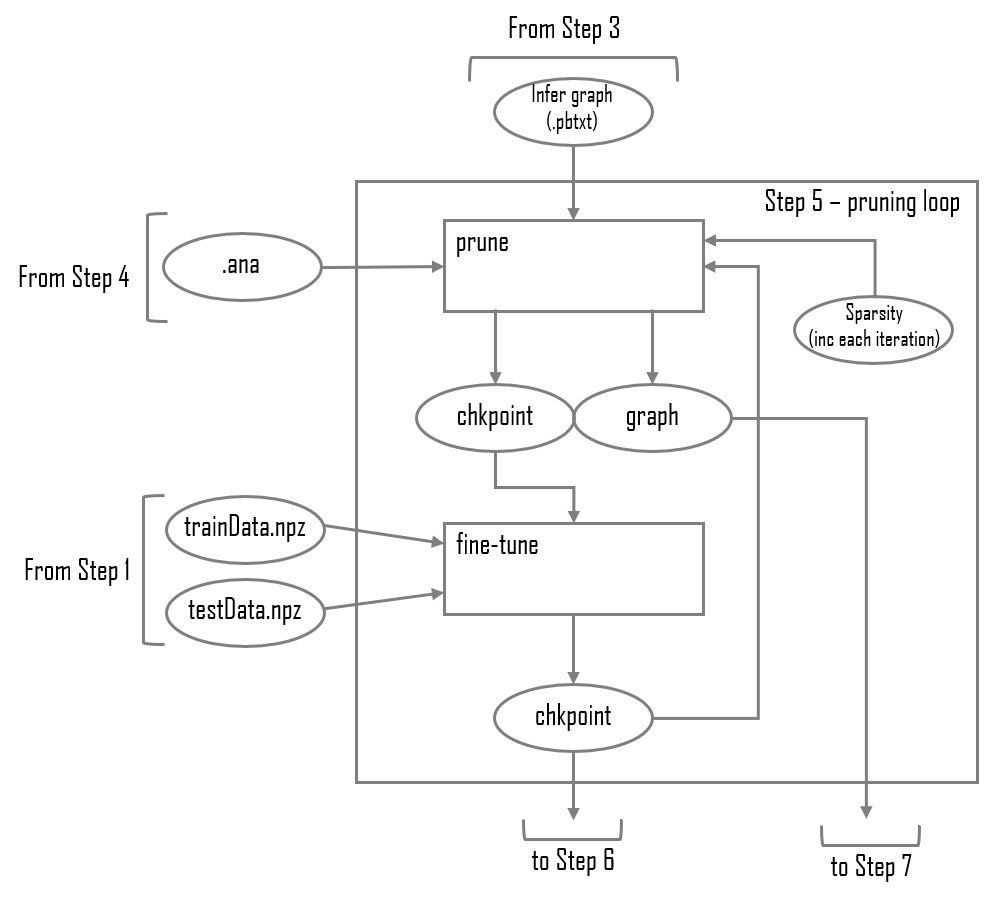 From Step 3
Infer graph
(.pbtxt)
Step 5 – pruning loop
prune
.ana
From Step 4
Sparsity
(inc each iteration)
chkpoint
graph
trainData.npz
fine-tune
From Step 1
testData.npz
chkpoint
to Step 6
to Step 7